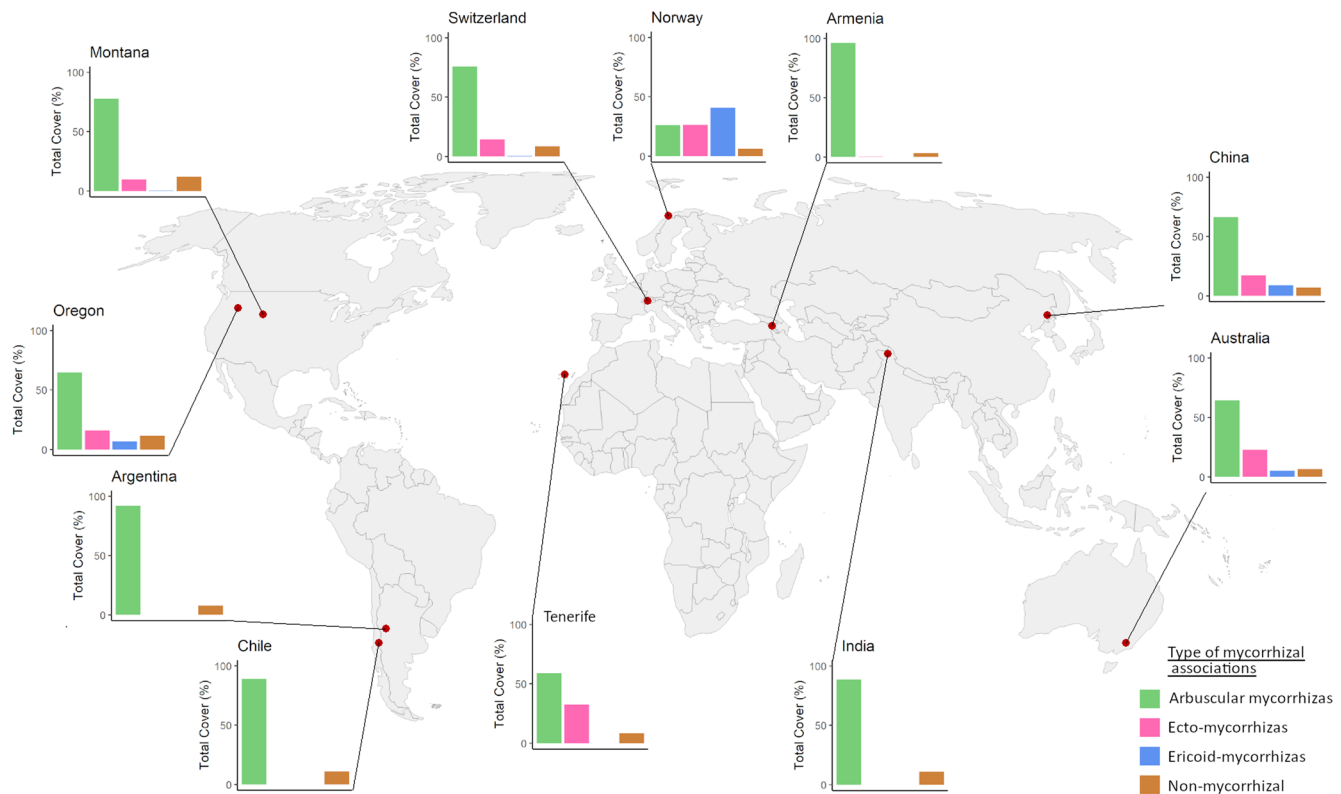 Switzerland
Total Cover (%)
100
50
0
Norway
Total Cover (%)
100
50
0
Armenia
Total Cover (%)
100
50
0
Montana
Total Cover (%)
100
50
0
China
Total Cover (%)
100
50
0
Oregon
Total Cover (%)
100
50
0
Australia
Total Cover (%)
100
50
0
Argentina
Total Cover (%)
100
50
0
Chile
Total Cover (%)
100
50
0
Tenerife
Total Cover (%)
100
50
0
India
Total Cover (%)
100
50
0
Type of mycorrhizal
associations
Arbuscular mycorrhizas
Ecto-mycorrhizas
Ericoid-mycorrhizas
Non-mycorrhizal